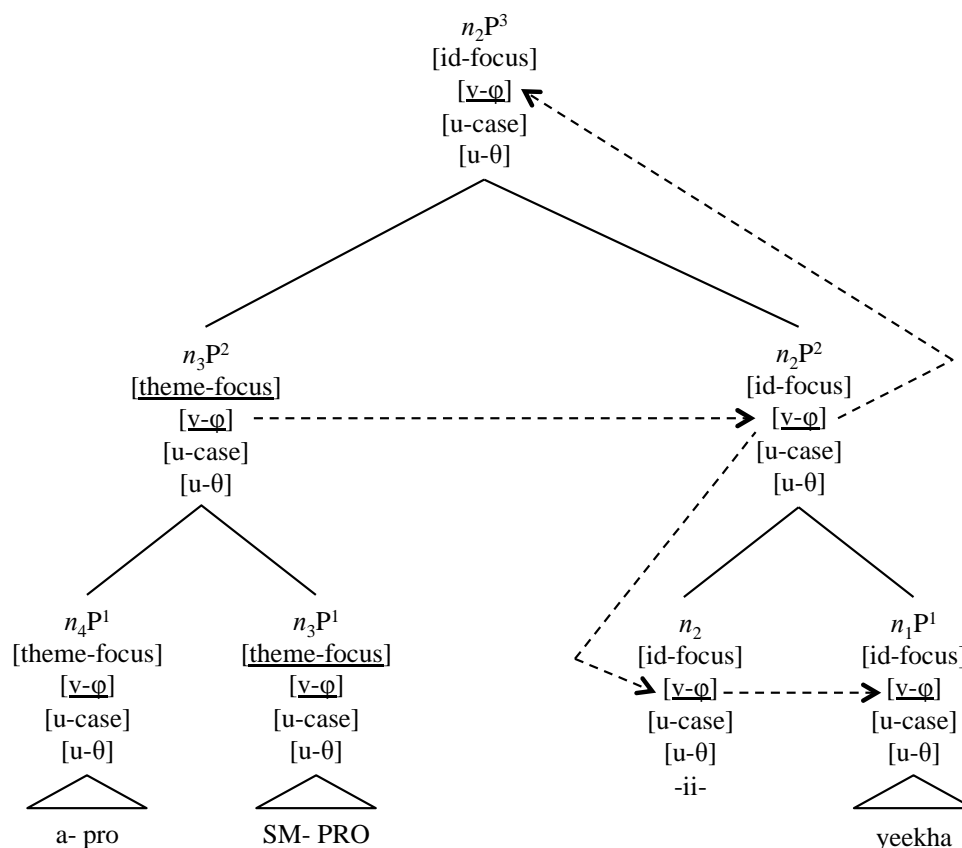 n₂P³
[id-focus]
[v-φ]
[u-case]
[u-θ]
n₃P²
[theme-focus]
[v-φ]
[u-case]
[u-θ]
n₂P²
[id-focus]
[v-φ]
[u-case]
[u-θ]
n₄P¹
[theme-focus]
[v-φ]
[u-case]
[u-θ]
a- pro
n₃P¹
[theme-focus]
[v-φ]
[u-case]
[u-θ]
SM- PRO
n₂
[id-focus]
[v-φ]
[u-case]
[u-θ]
-ii-
n₁P¹
[id-focus]
[v-φ]
[u-case]
[u-θ]
yeekha